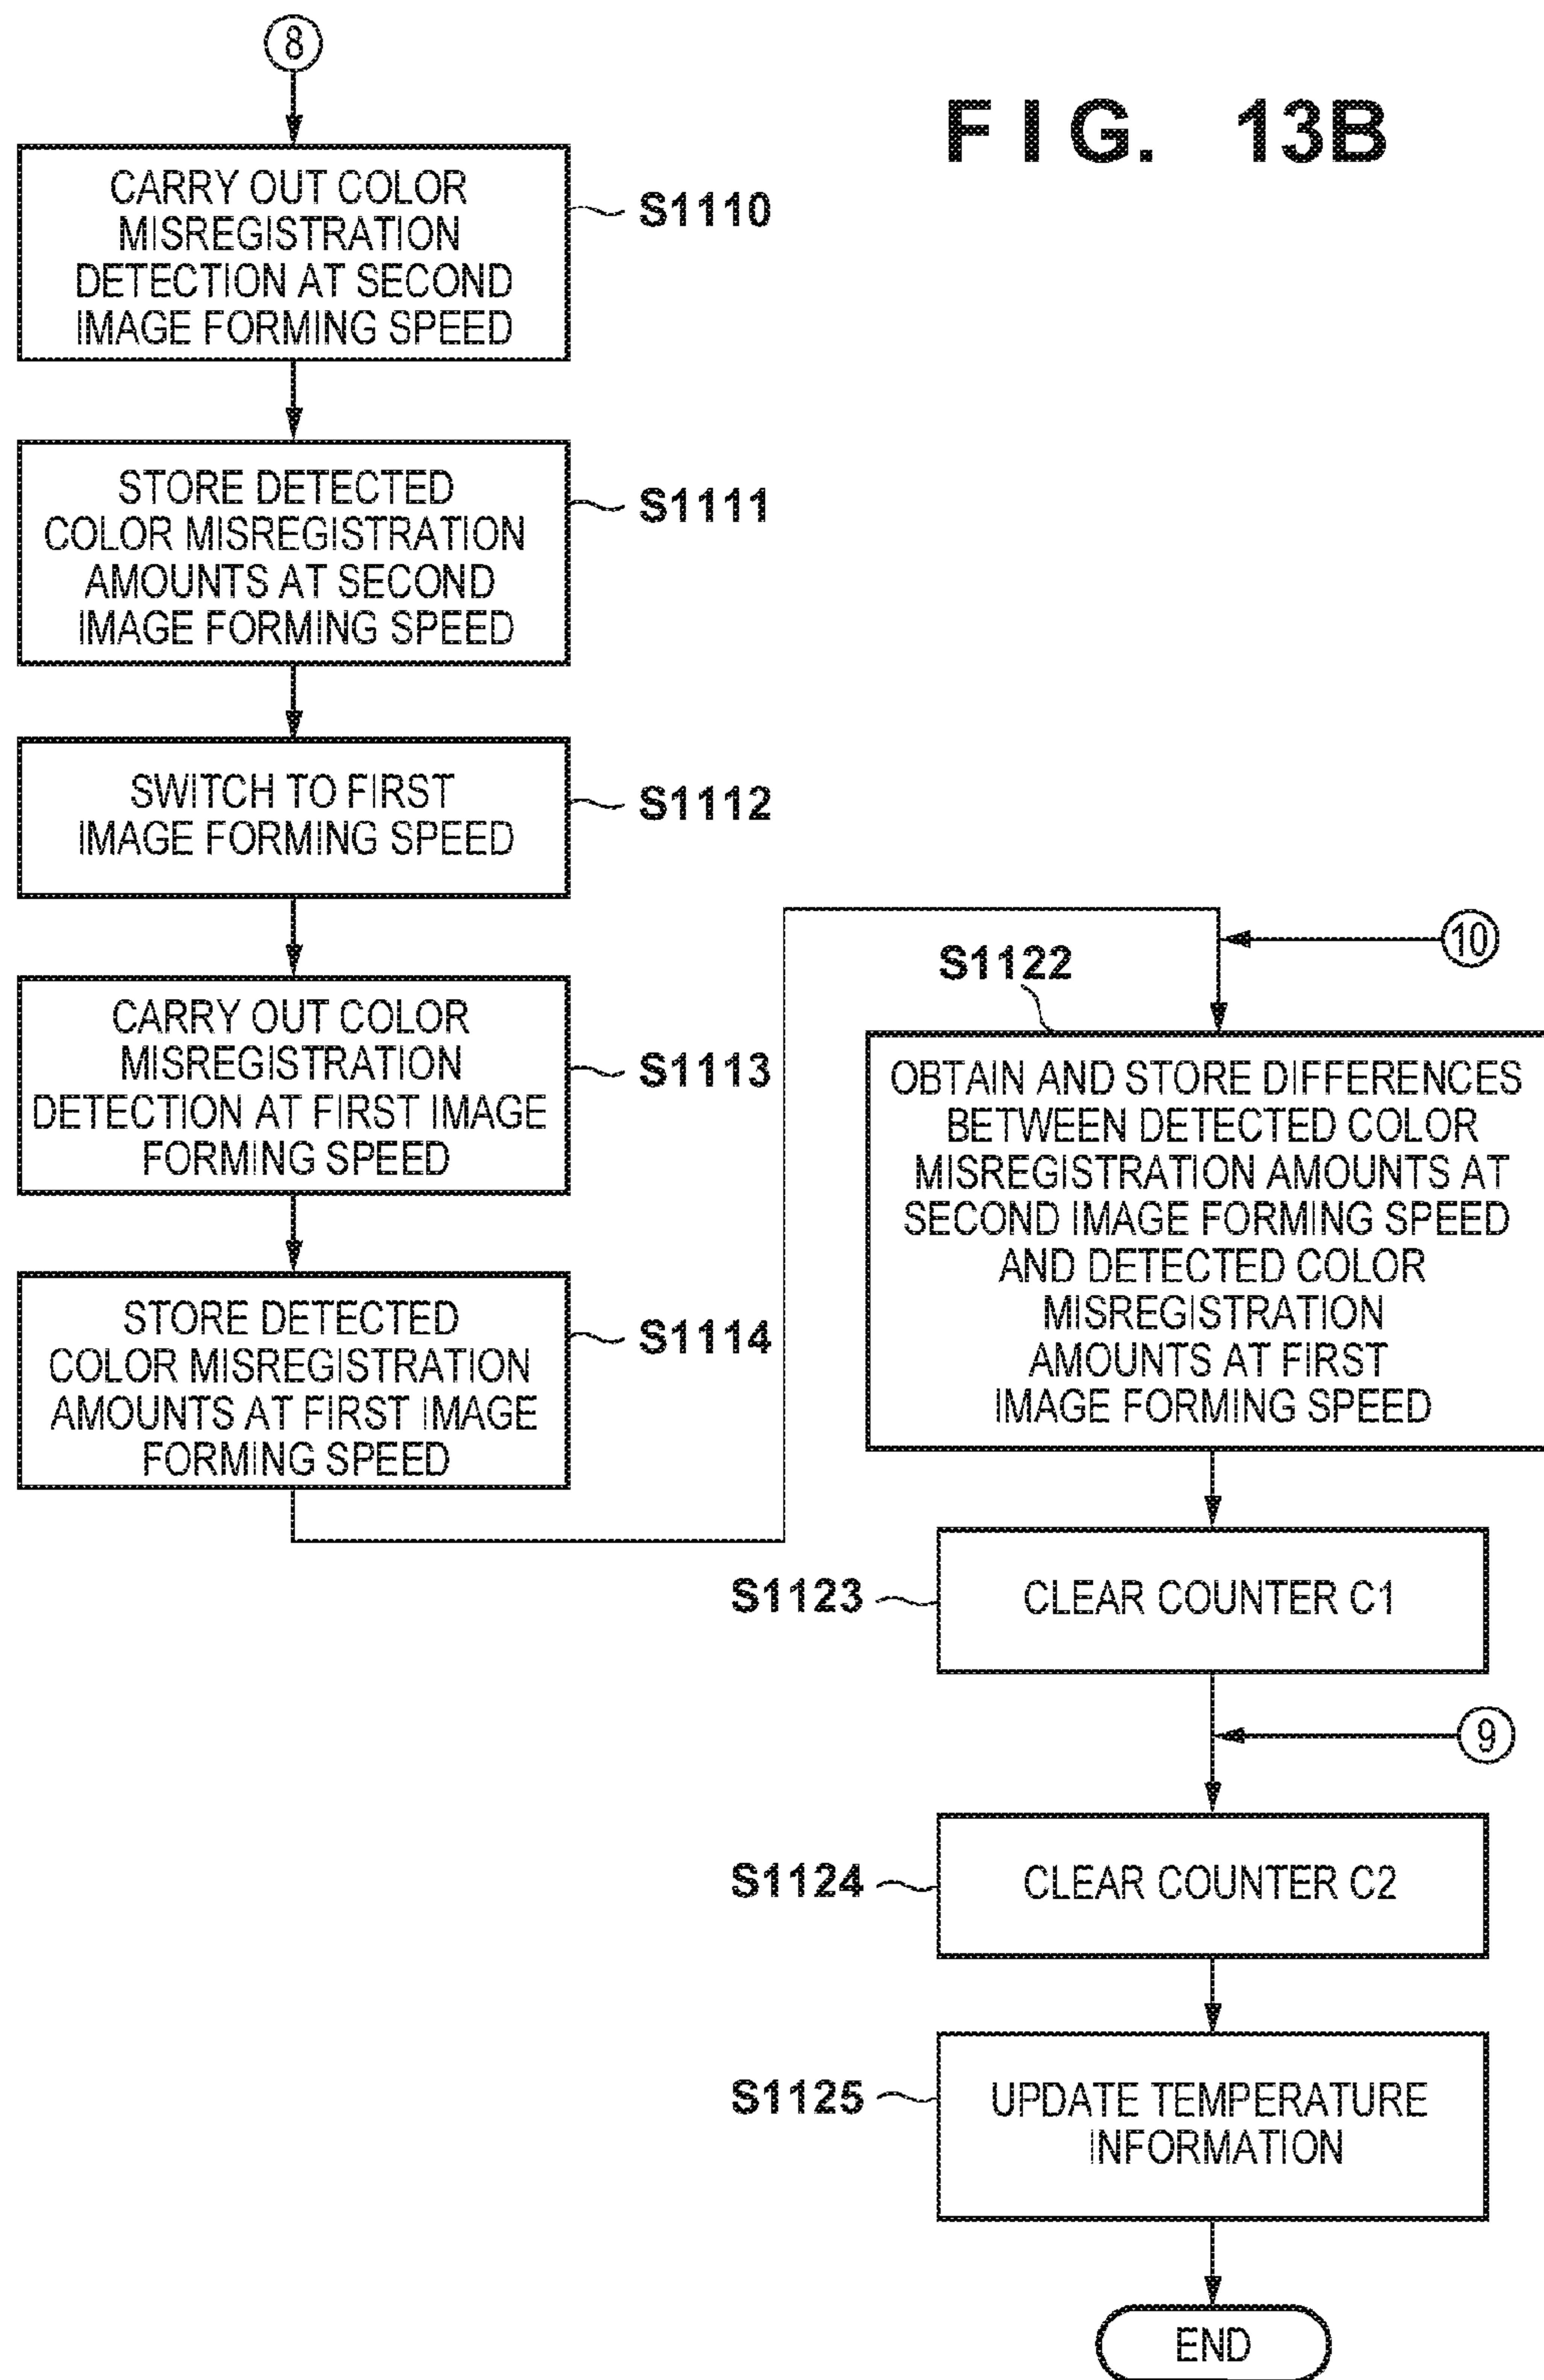 8
FIG. 13B
CARRY OUT COLOR
MISREGISTRATION
DETECTION AT SECOND
IMAGE FORMING SPEED
S1110
STORE DETECTED
COLOR MISREGISTRATION
AMOUNTS AT SECOND
IMAGE FORMING SPEED
S1111
SWITCH TO FIRST
IMAGE FORMING SPEED
S1112
CARRY OUT COLOR
MISREGISTRATION
DETECTION AT FIRST IMAGE
FORMING SPEED
S1113
STORE DETECTED
COLOR MISREGISTRATION
AMOUNTS AT FIRST IMAGE
FORMING SPEED
S1114
10
S1122
OBTAIN AND STORE DIFFERENCES
BETWEEN DETECTED COLOR
MISREGISTRATION AMOUNTS AT
SECOND IMAGE FORMING SPEED
AND DETECTED COLOR
MISREGISTRATION
AMOUNTS AT FIRST
IMAGE FORMING SPEED
S1123
CLEAR COUNTER C1
9
S1124
CLEAR COUNTER C2
S1125
UPDATE TEMPERATURE
INFORMATION
END